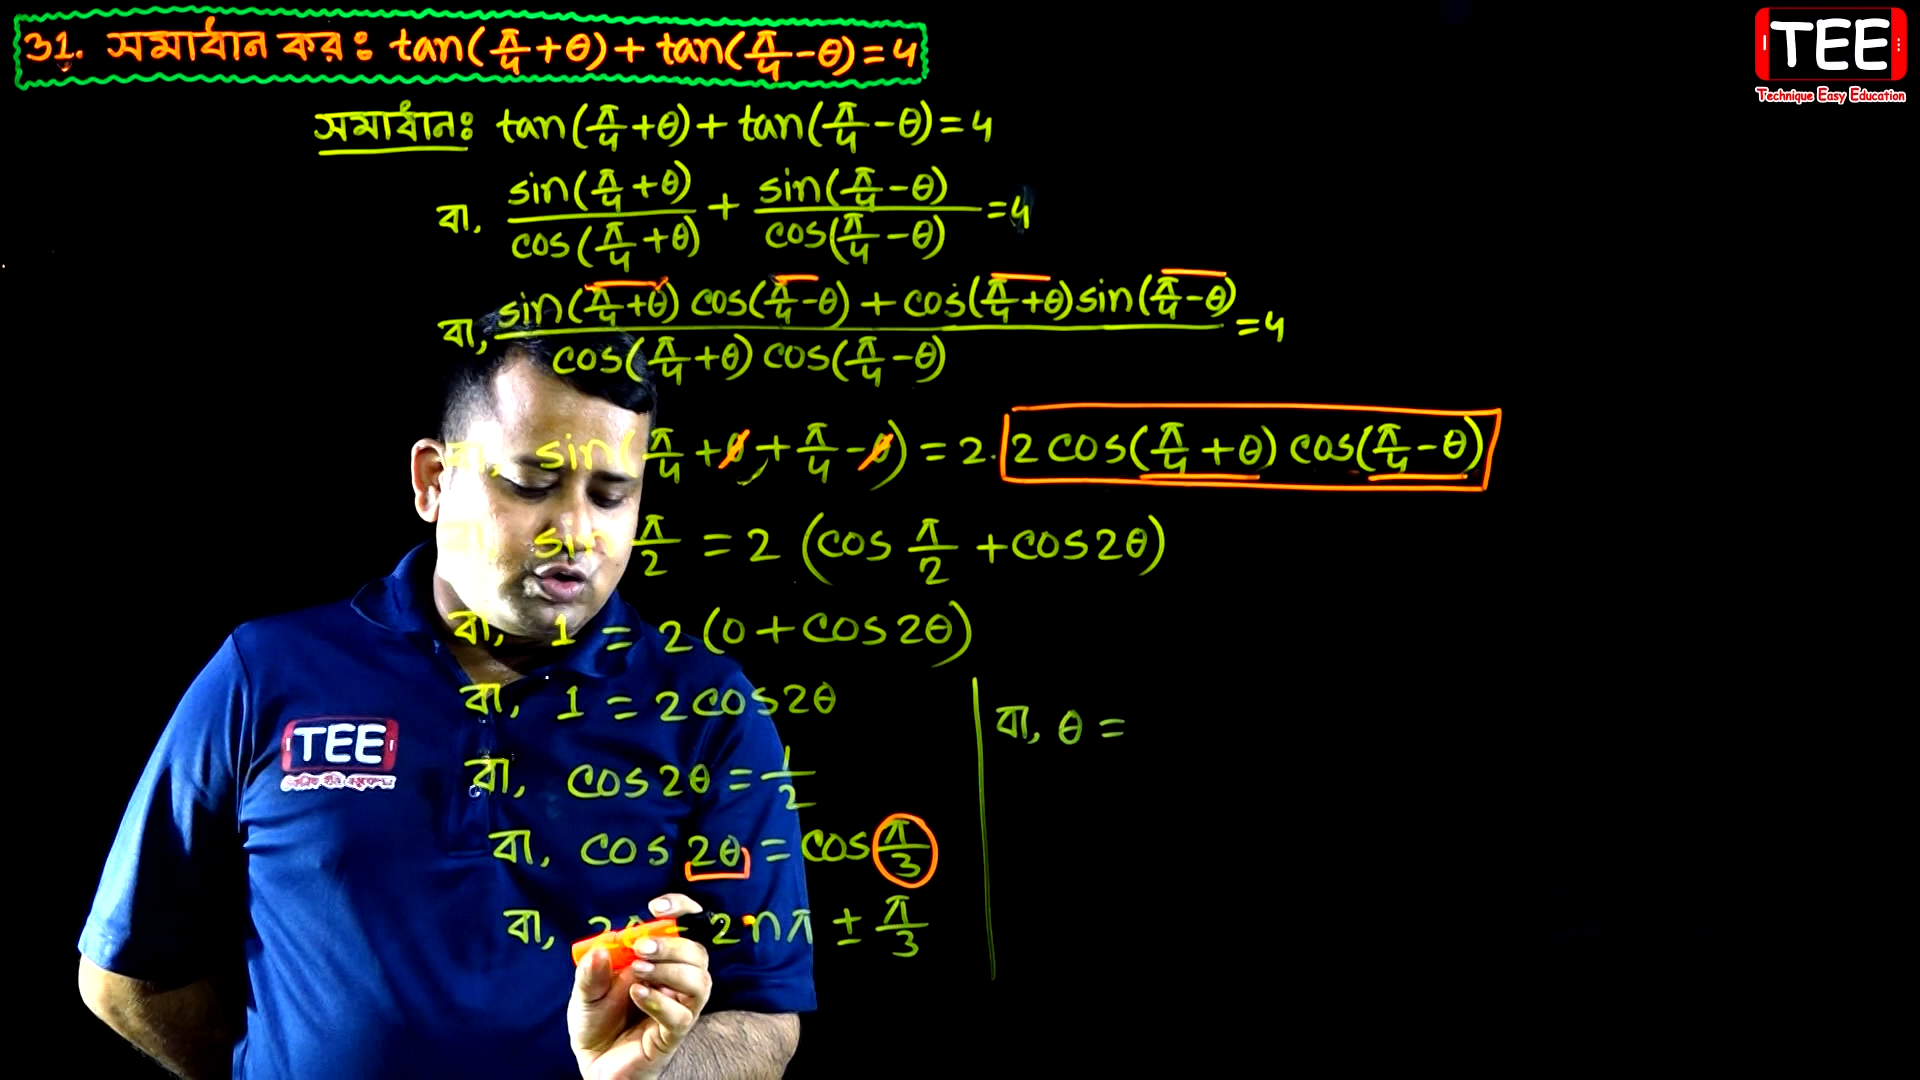 31. সমাধান কর: tan(π/4+θ)+tan(π/4-θ)=4
TEE
Technique Easy Education
সমাধান: tan(π/4+θ)+tan(π/4-θ)=4
বা, sin(π/4+θ)/cos(π/4+θ) + sin(π/4-θ)/cos(π/4-θ) =4
বা, sin(π/4+θ) cos(π/4-θ)+cos(π/4+θ)sin(π/4-θ)/cos(π/4+θ) cos(π/4-θ) =4
বা, sin(π/4+θ+π/4-θ) = 2. 2cos(π/4+θ) cos(π/4-θ)
বা, sin π/2 = 2 (cos π/2 +cos2θ)
বা, 1 = 2 (0+cos2θ)
বা, 1 = 2cos2θ
বা, cos2θ = 1/2
বা, cos 2θ = cos π/3
বা, 2θ = 2nπ ± π/3
বা, θ =
TEE